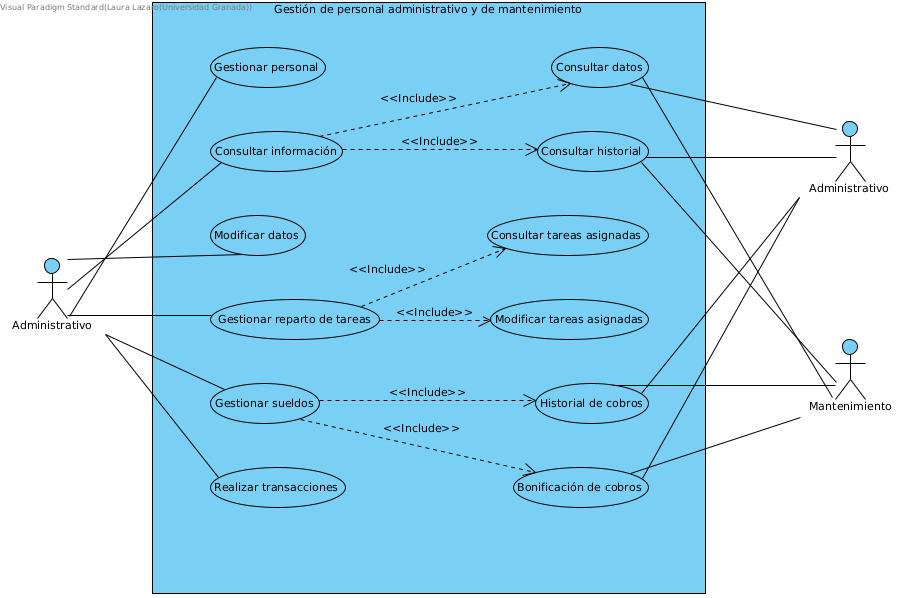 Visual Paradigm Standard(Laura Lazaro(Universidad Granada))
Gestión de personal administrativo y de mantenimiento
Gestionar personal
Consultar datos
<<Include>>
Consultar información
<<Include>>
Consultar historial
Administrativo
Modificar datos
Consultar tareas asignadas
<<Include>>
Administrativo
Gestionar reparto de tareas
<<Include>>
Modificar tareas asignadas
Gestionar sueldos
<<Include>>
Historial de cobros
Mantenimiento
<<Include>>
Realizar transacciones
Bonificación de cobros